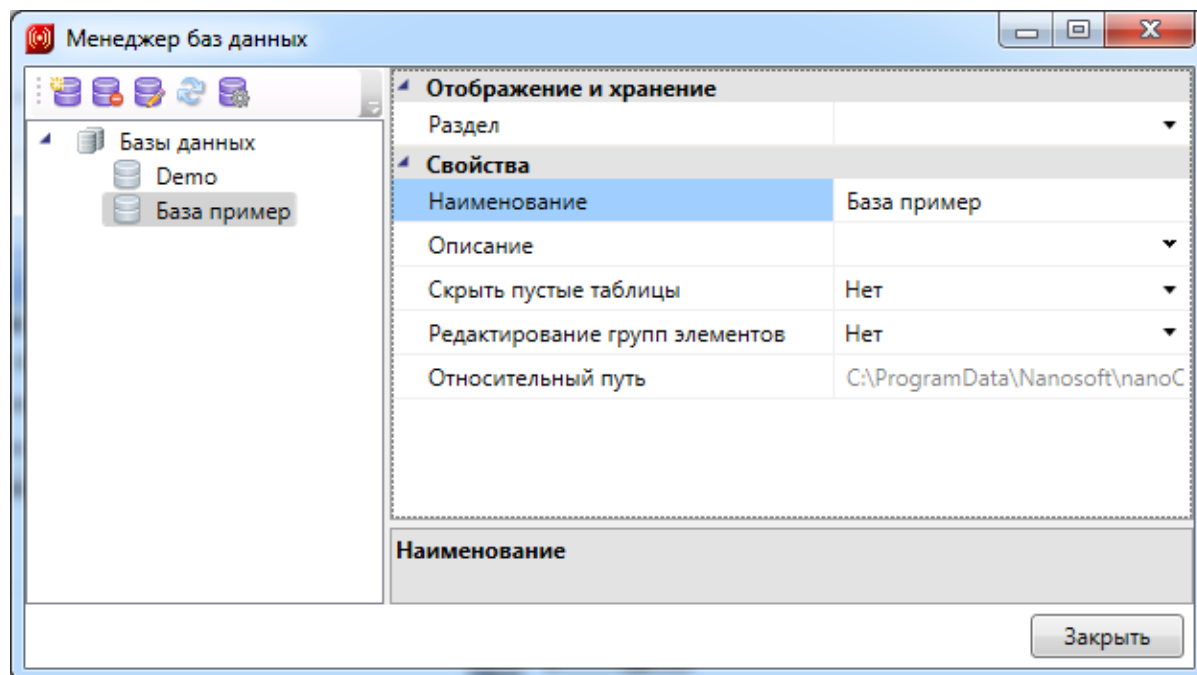 Менеджер баз данных
Базы данных
Demo
База пример
Отображение и хранение
Раздел
Свойства
Наименование База пример
Описание
Скрыть пустые таблицы Нет
Редактирование групп элементов Нет
Относительный путь C:\ProgramData\Nanosoft\nanoC
Наименование
Закрыть